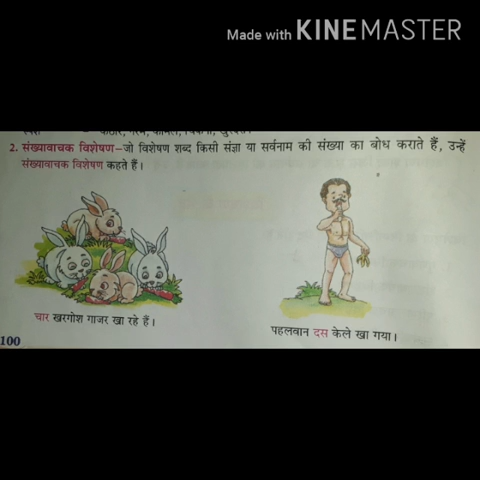 Made with KINEMASTER
2. संख्यावाचक विशेषण–जो विशेषण शब्द किसी संज्ञा या सर्वनाम की संख्या का बोध कराते हैं, उन्हें
संख्यावाचक विशेषण कहते हैं।
चार खरगोश गाजर खा रहे हैं।
पहलवान दस केले खा गया।
100